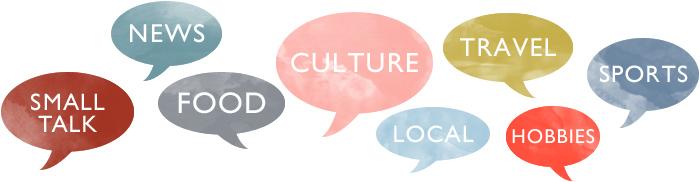 SMALL
TALK
NEWS
FOOD
CULTURE
TRAVEL
LOCAL
HOBBIES
SPORTS